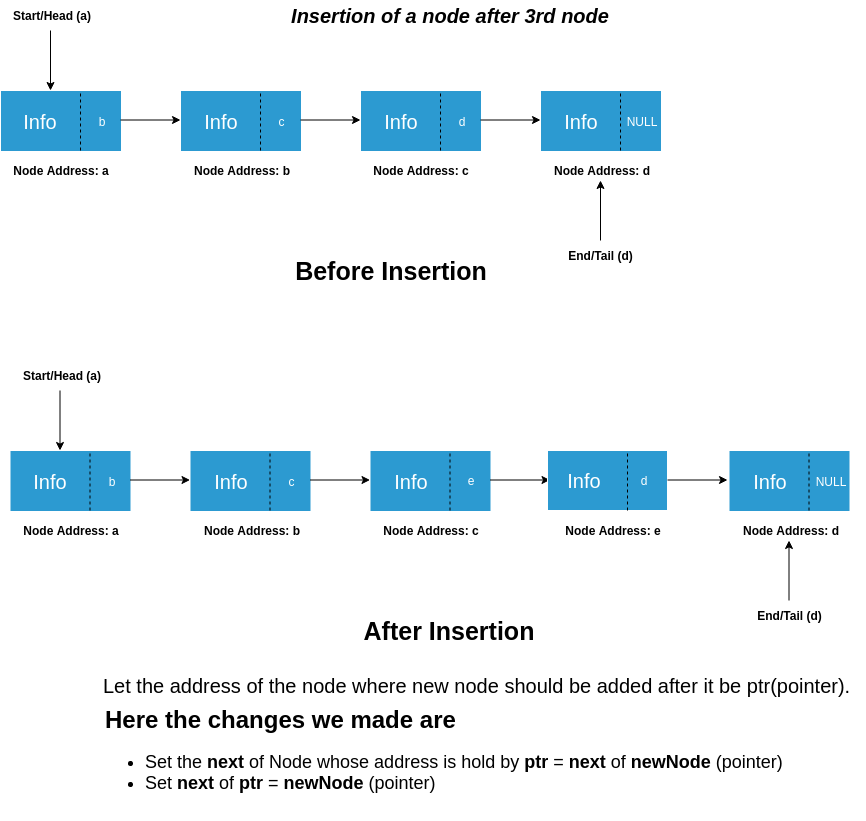 Start/Head (a)
Insertion of a node after 3rd node
Info b Info c Info d Info NULL
Node Address: a Node Address: b Node Address: c Node Address: d
End/Tail (d)
Before Insertion
Start/Head (a)
Info b Info c Info e Info d Info NULL
Node Address: a Node Address: b Node Address: c Node Address: e Node Address: d
End/Tail (d)
After Insertion
Let the address of the node where new node should be added after it be ptr(pointer).
Here the changes we made are
• Set the next of Node whose address is hold by ptr = next of newNode (pointer)
• Set next of ptr = newNode (pointer)